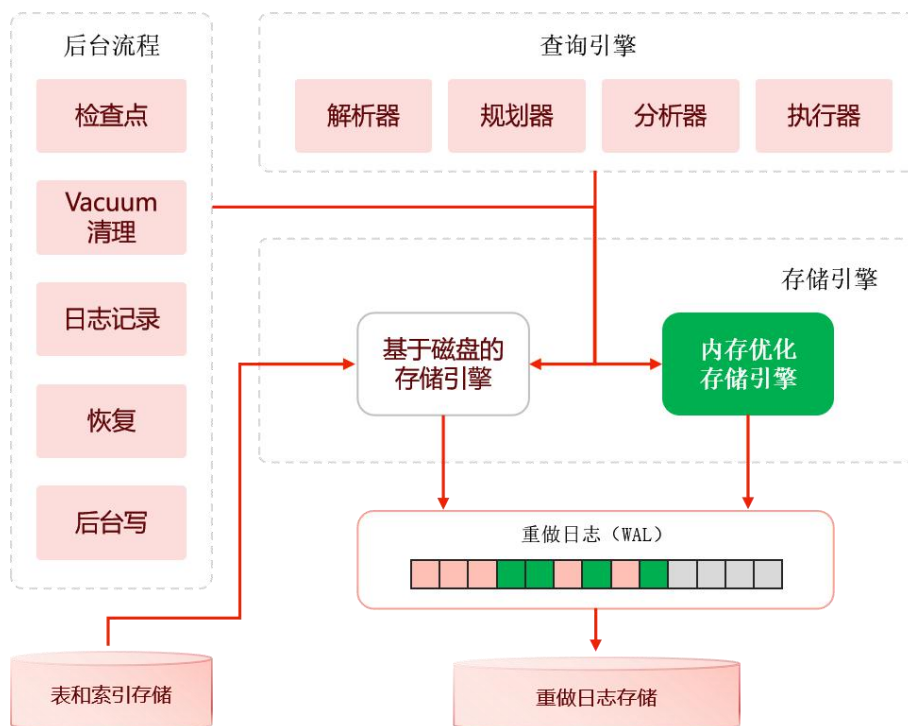 后台流程
检查点
Vacuum
清理
日志记录
恢复
后台写
查询引擎
解析器
规划器
分析器
执行器
存储引擎
基于磁盘的
存储引擎
内存优化
存储引擎
重做日志（WAL）
表和索引存储
重做日志存储